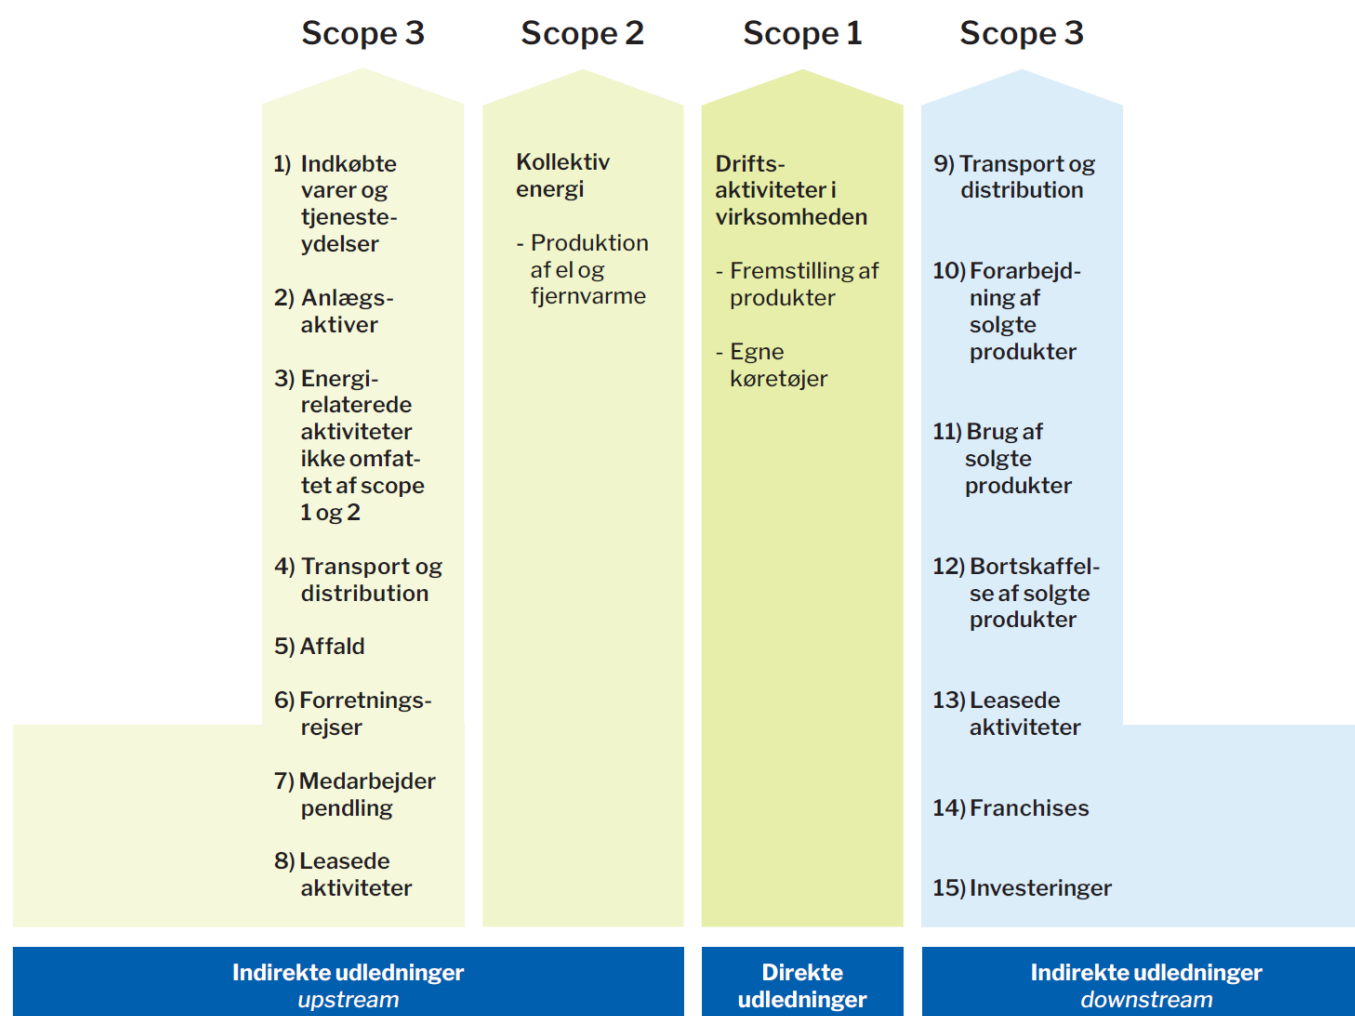 Scope 3
1) Indkøbte
varer og
tjeneste-
ydelser
2) Anlægs-
aktiver
3) Energi-
relaterede
aktiviteter
ikke omfat-
tet af scope
1 og 2
4) Transport og
distribution
5) Affald
6) Forretnings-
rejser
7) Medarbejder
pendling
8) Leasede
aktiviteter
Scope 2
Kollektiv
energi
- Produktion
af el og
fjernvarme
Indirekte udledninger
upstream
Scope 1
Drifts-
aktiviteter i
virksomheden
- Fremstilling af
produkter
- Egne
køretøjer
Direkte
udledninger
Scope 3
9) Transport og
distribution
10) Forarbejd-
ning af
solgte
produkter
11) Brug af
solgte
produkter
12) Bortskaffel-
se af solgte
produkter
13) Leasede
aktiviteter
14) Franchises
15) Investeringer
Indirekte udledninger
downstream